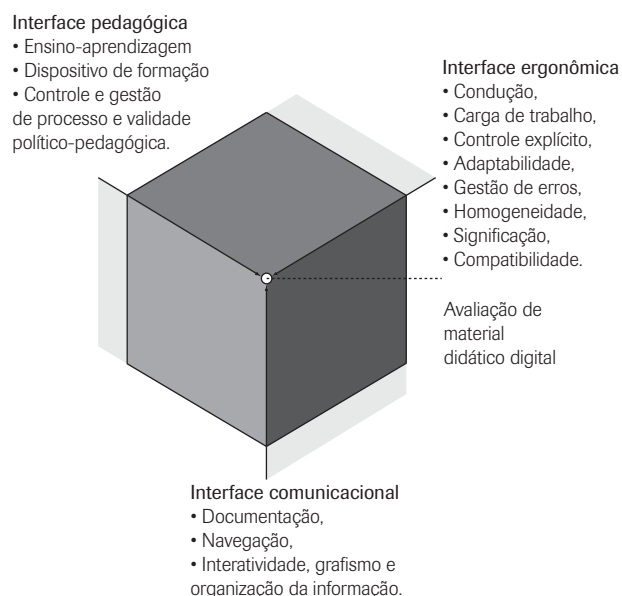 Interface pedagógica
• Ensino-aprendizagem
• Dispositivo de formação
• Controle e gestão
de processo e validade
político-pedagógica.
Interface ergonômica
• Condução,
• Carga de trabalho,
• Controle explícito,
• Adaptabilidade,
• Gestão de erros,
• Homogeneidade,
• Significação,
• Compatibilidade.
Avaliação de
material
didático digital
Interface comunicacional
• Documentação,
• Navegação,
• Interatividade, grafismo e
organização da informação.